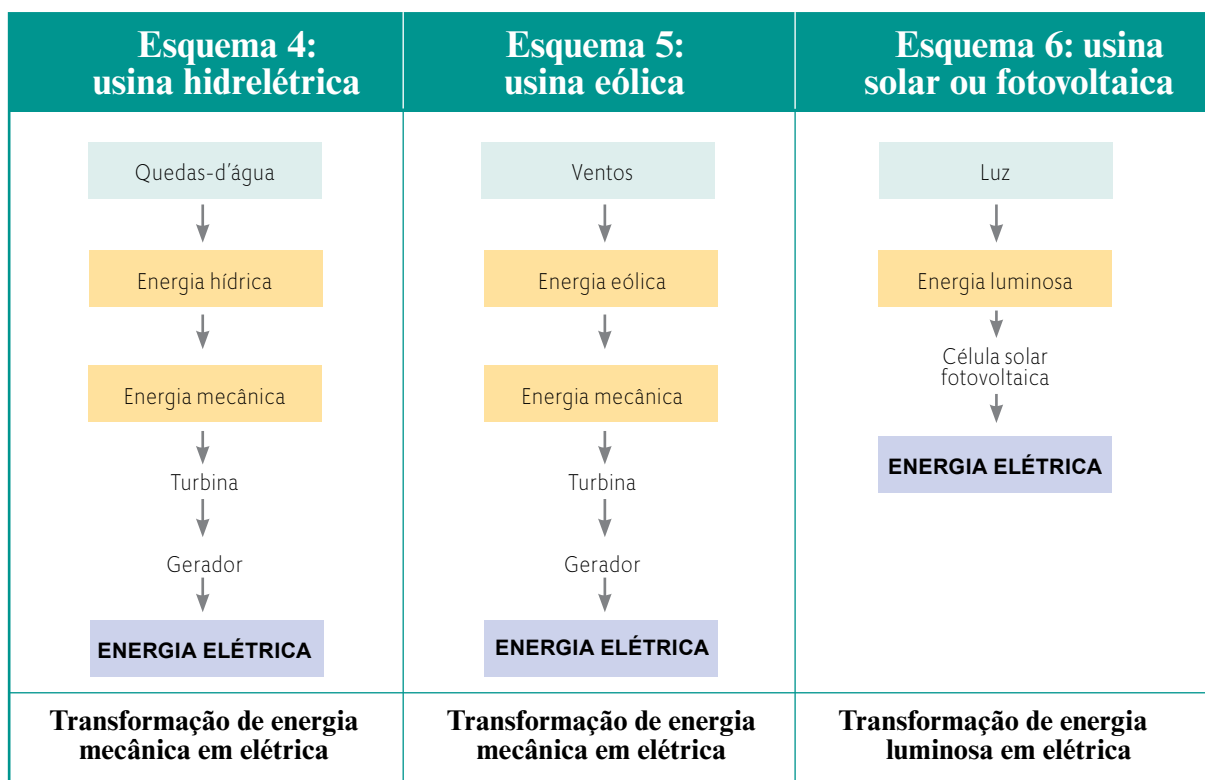 Esquema 4:
usina hidrelétrica
Quedas-d'água
Energia hídrica
Energia mecânica
Turbina
Gerador
ENERGIA ELÉTRICA
Transformação de energia
mecânica em elétrica
Esquema 5:
usina eólica
Ventos
Energia eólica
Energia mecânica
Turbina
Gerador
ENERGIA ELÉTRICA
Transformação de energia
mecânica em elétrica
Esquema 6: usina
solar ou fotovoltaica
Luz
Energia luminosa
Célula solar
fotovoltaica
ENERGIA ELÉTRICA
Transformação de energia
luminosa em elétrica